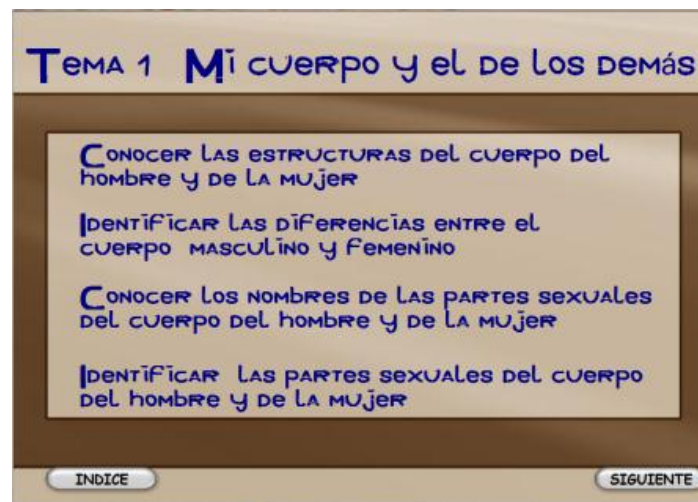 Tema 1 Mi cuerpo y el de los demás
Conocer las estructuras del cuerpo del
hombre y de la mujer
Identificar las diferencias entre el
cuerpo masculino y femenino
Conocer los nombres de las partes sexuales
del cuerpo del hombre y de la mujer
Identificar las partes sexuales del cuerpo
del hombre y de la mujer
INDICE
SIGUIENTE